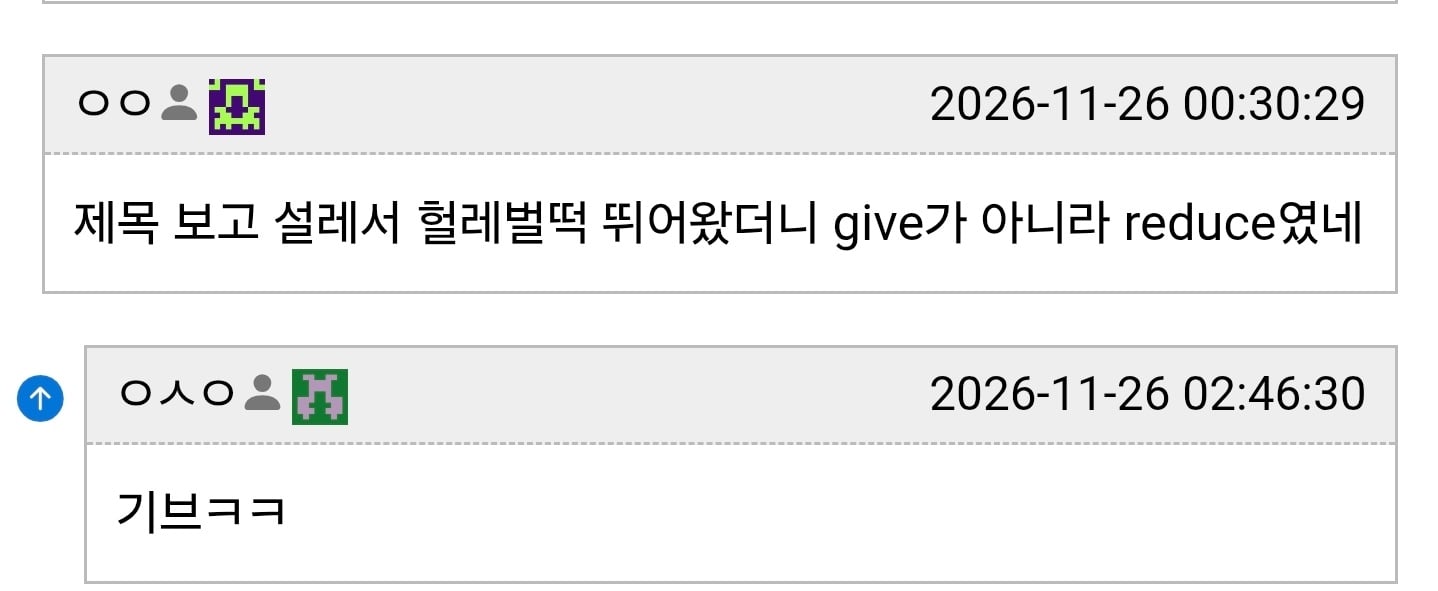 ㅇㅇ 2026-11-26 00:30:29
제목 보고 설레서 헐레벌떡 뛰어왔더니 give가 아니라 reduce였네
ㅇㅅㅇ 2026-11-26 02:46:30
기브ㅋㅋ